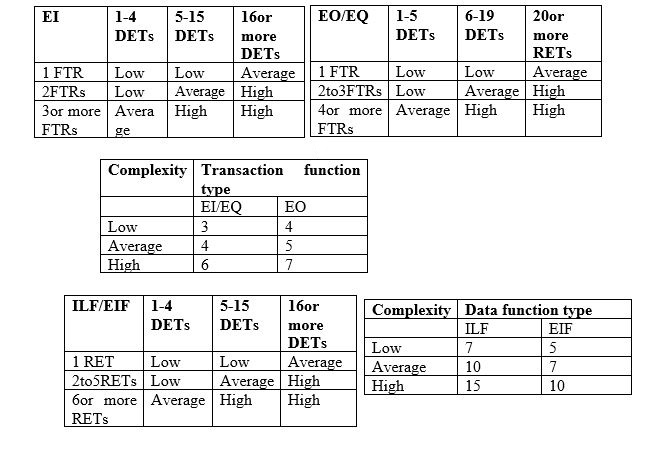 EI 1-4 DETs 5-15 DETs 16or more DETs
1 FTR Low Low Average
2FTRs Low Average High
3or more FTRs Avera ge High High
EO/EQ 1-5 DETs 6-19 DETs 20or more RETs
1 FTR Low Low Average
2to3FTRs Low Average High
4or more FTRs Average High High
Complexity Transaction function type
EI/EQ EO
Low 3 4
Average 4 5
High 6 7
ILF/EIF 1-4 DETs 5-15 DETs 16or more DETs
1 RET Low Low Average
2to5RETs Low Average High
6or more RETs Average High High
Complexity Data function type
ILF EIF
Low 7 5
Average 10 7
High 15 10